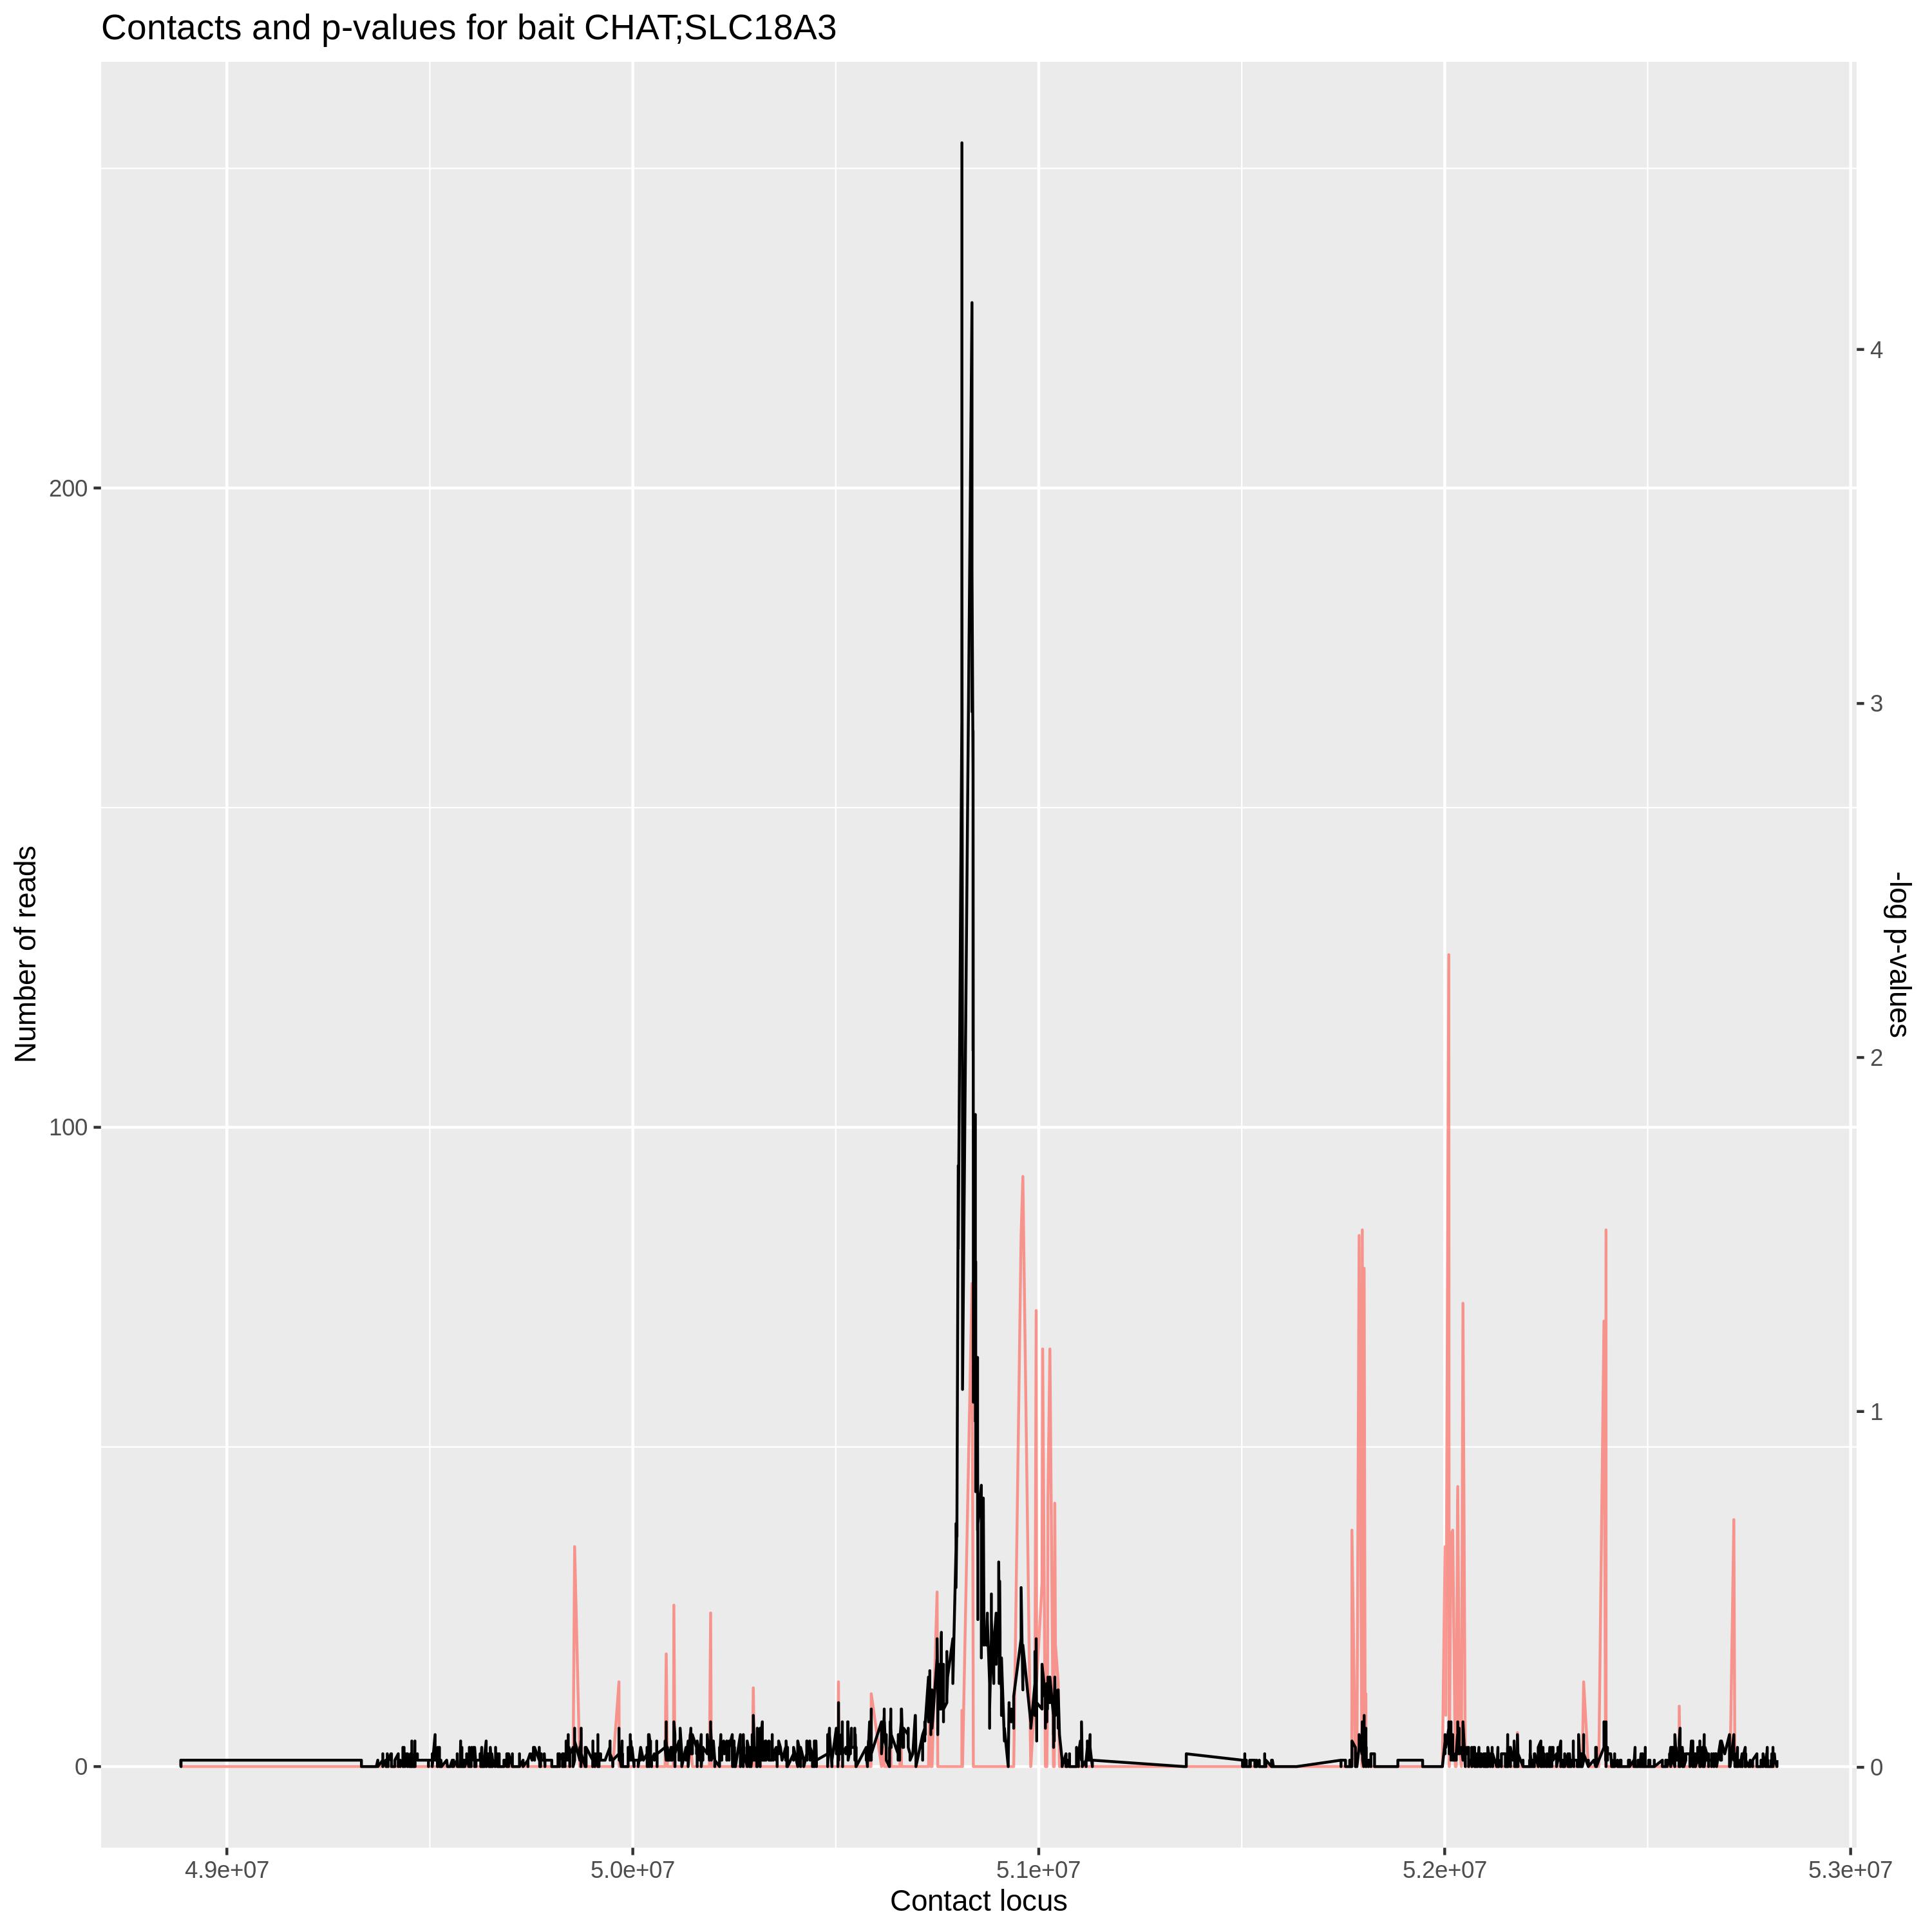 Contacts and p-values for bait CHAT;SLC18A3
Number of reads
200
100
0
4
3
2
1
0
-log p-values
4.9e+07
5.0e+07
5.1e+07
5.2e+07
5.3e+07
Contact locus